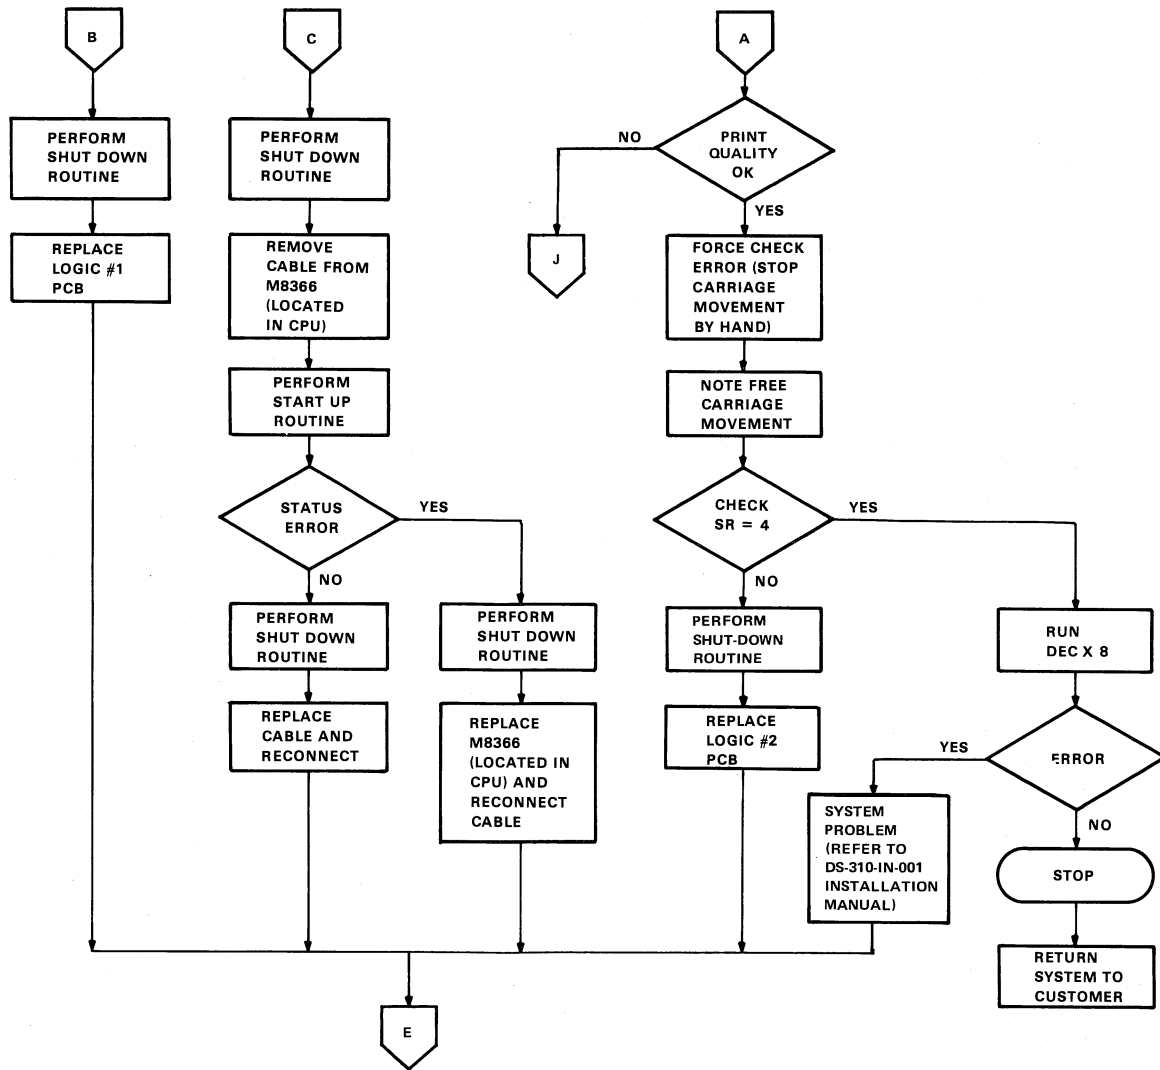 B
PERFORM
SHUT DOWN
ROUTINE
REPLACE
LOGIC #1
PCB
C
PERFORM
SHUT DOWN
ROUTINE
REMOVE
CABLE FROM
M8366
(LOCATED
IN CPU)
PERFORM
START UP
ROUTINE
STATUS
ERROR
YES
NO
PERFORM
SHUT DOWN
ROUTINE
REPLACE
CABLE AND
RECONNECT
PERFORM
SHUT DOWN
ROUTINE
REPLACE
M8366
(LOCATED IN
CPU) AND
RECONNECT
CABLE
A
PRINT
QUALITY
OK
NO
J
YES
FORCE CHECK
ERROR (STOP
CARRIAGE
MOVEMENT
BY HAND)
NOTE FREE
CARRIAGE
MOVEMENT
CHECK
SR = 4
YES
NO
PERFORM
SHUT-DOWN
ROUTINE
REPLACE
LOGIC #2
PCB
RUN
DEC X 8
ERROR
YES
SYSTEM
PROBLEM
(REFER TO
DS-310-IN-001
INSTALLATION
MANUAL)
NO
STOP
RETURN
SYSTEM TO
CUSTOMER
E